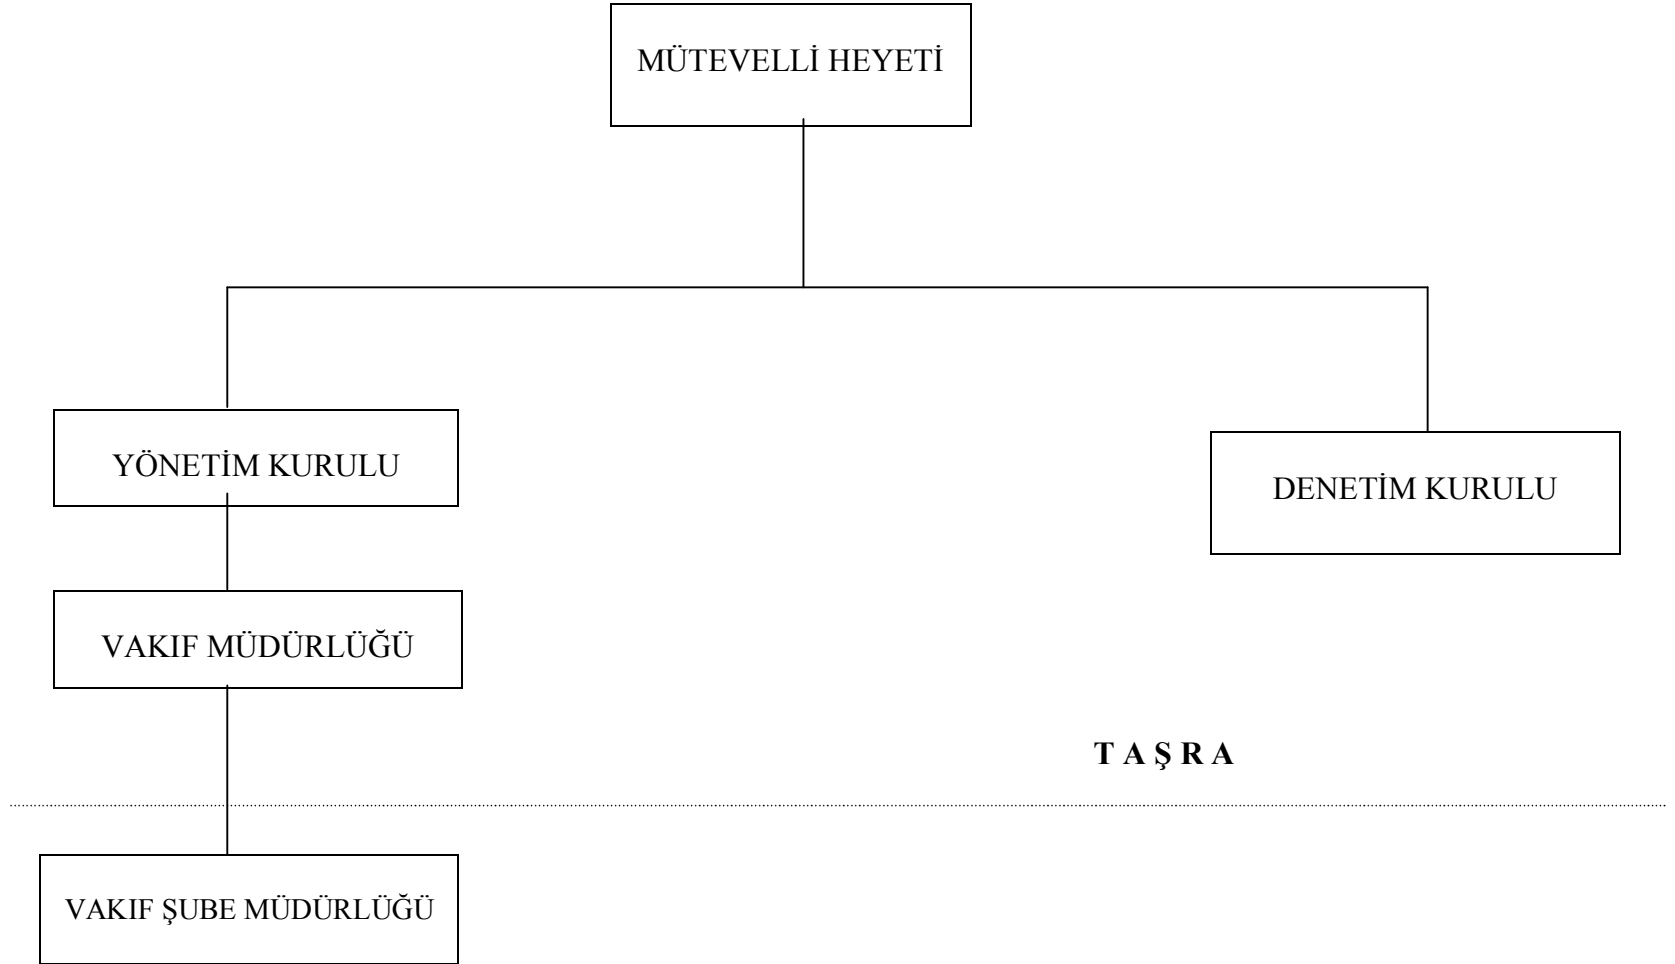 MÜTEVELLİ HEYETİ
YÖNETİM KURULU
DENETİM KURULU
VAKIF MÜDÜRLÜĞÜ
T A Ş R A
VAKIF ŞUBE MÜDÜRLÜĞÜ